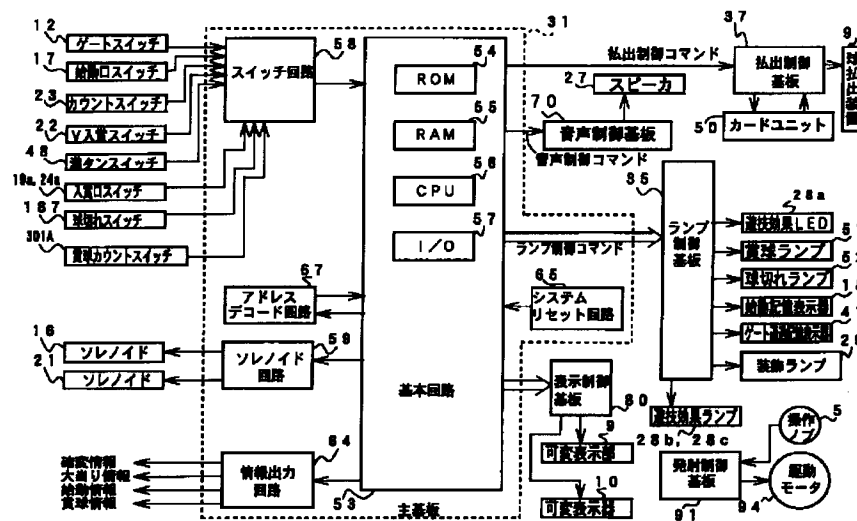 12
ゲートスイッチ
17
始動口スイッチ
23
カウントスイッチ
22
V入賞スイッチ
48
満タンスイッチ
19a, 24a
入賞口スイッチ
187
球切れスイッチ
301A
賞球カウントスイッチ
58
スイッチ回路
31
54
ROM
55
RAM
56
CPU
57
I/O
67
アドレス
デコード回路
65
システム
リセット回路
16
ソレノイド
21
ソレノイド
59
ソレノイド
回路
基本回路
確変情報
大当り情報
始動情報
賞球情報
64
情報出力
回路
53
主基板
払出制御コマンド
37
払出制御
基板
9
球払出装置
50
カードユニット
27
スピーカ
70
音声制御基板
音声制御コマンド
ランプ制御コマンド
35
ランプ
制御
基板
28a
遊技効果LED
5
賞球ランプ
52
球切れランプ
18
始動記憶表示器
41
ゲート通過記憶表示器
28
装飾ランプ
遊技効果ランプ
28b, 28c
表示制御
基板
80
9
可変表示部
10
可変表示器
5
操作
ノブ
発射制御
基板
91
駆動
モータ
94